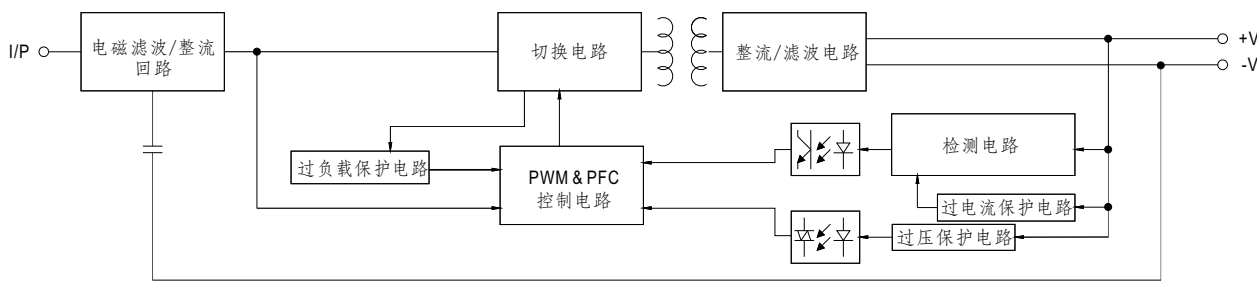 I/P
电磁滤波/整流
回路
切换电路
整流/滤波电路
+V
-V
过负载保护电路
PWM & PFC
控制电路
检测电路
过电流保护电路
过压保护电路